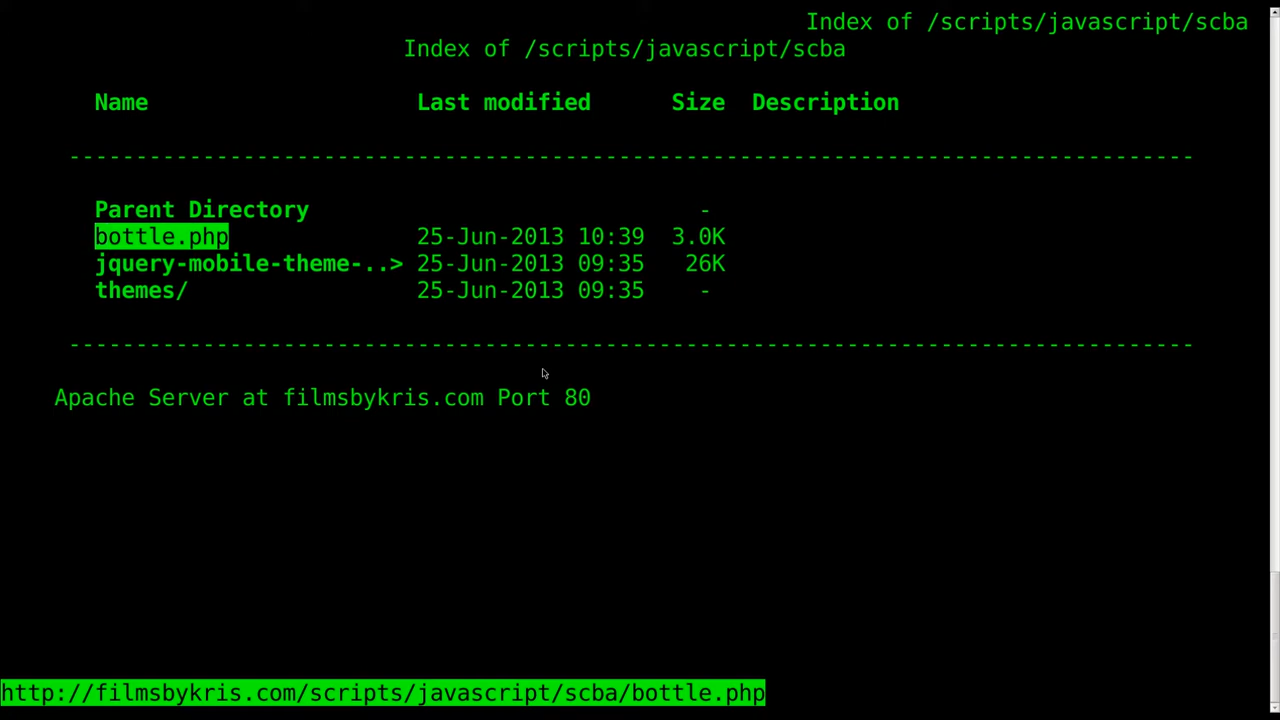 Index of /scripts/javascript/scba
Index of /scripts/javascript/scba
Name Last modified Size Description
-------------------------------------------------------------------------------------
Parent Directory -
bottle.php 25-Jun-2013 10:39 3.0K
jquery-mobile-theme-..> 25-Jun-2013 09:35 26K
themes/ 25-Jun-2013 09:35 -
-------------------------------------------------------------------------------------
Apache Server at filmsbykris.com Port 80
http://filmsbykris.com/scripts/javascript/scba/bottle.php